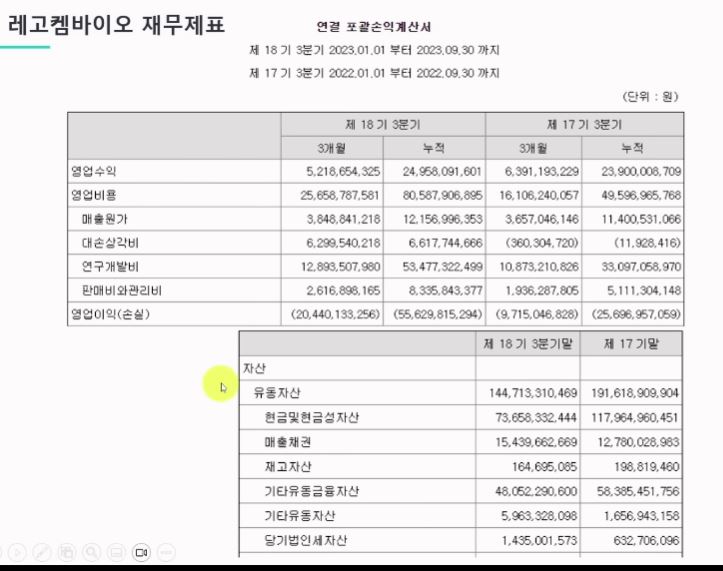 레고켐바이오 재무제표
연결 포괄손익계산서
제 18 기 3분기 2023.01.01 부터 2023.09.30 까지
제 17 기 3분기 2022.01.01 부터 2022.09.30 까지
(단위 : 원)
제 18 기 3분기 제 17 기 3분기
3개월 누적 3개월 누적
영업수익 5,218,654,325 24,958,091,601 6,391,193,229 23,900,008,709
영업비용 25,658,787,581 80,587,906,895 16,106,240,057 49,596,965,768
매출원가 3,848,841,218 12,156,996,353 3,657,046,146 11,400,531,066
대손상각비 6,299,540,218 6,617,744,666 (360,304,720) (11,928,416)
연구개발비 12,893,507,980 53,477,322,499 10,873,210,826 33,097,058,970
판매비와관리비 2,616,898,165 8,335,843,377 1,936,287,805 5,111,304,148
영업이익(손실) (20,440,133,256) (55,629,815,294) (9,715,046,828) (25,696,957,059)
제 18 기 3분기말 제 17 기말
자산
유동자산 144,713,310,469 191,618,909,904
현금및현금성자산 73,658,332,444 117,964,960,451
매출채권 15,439,662,669 12,780,028,983
재고자산 164,695,085 198,819,460
기타유동금융자산 48,052,290,600 58,385,451,756
기타유동자산 5,963,328,098 1,656,943,158
당기법인세자산 1,435,001,573 632,706,096